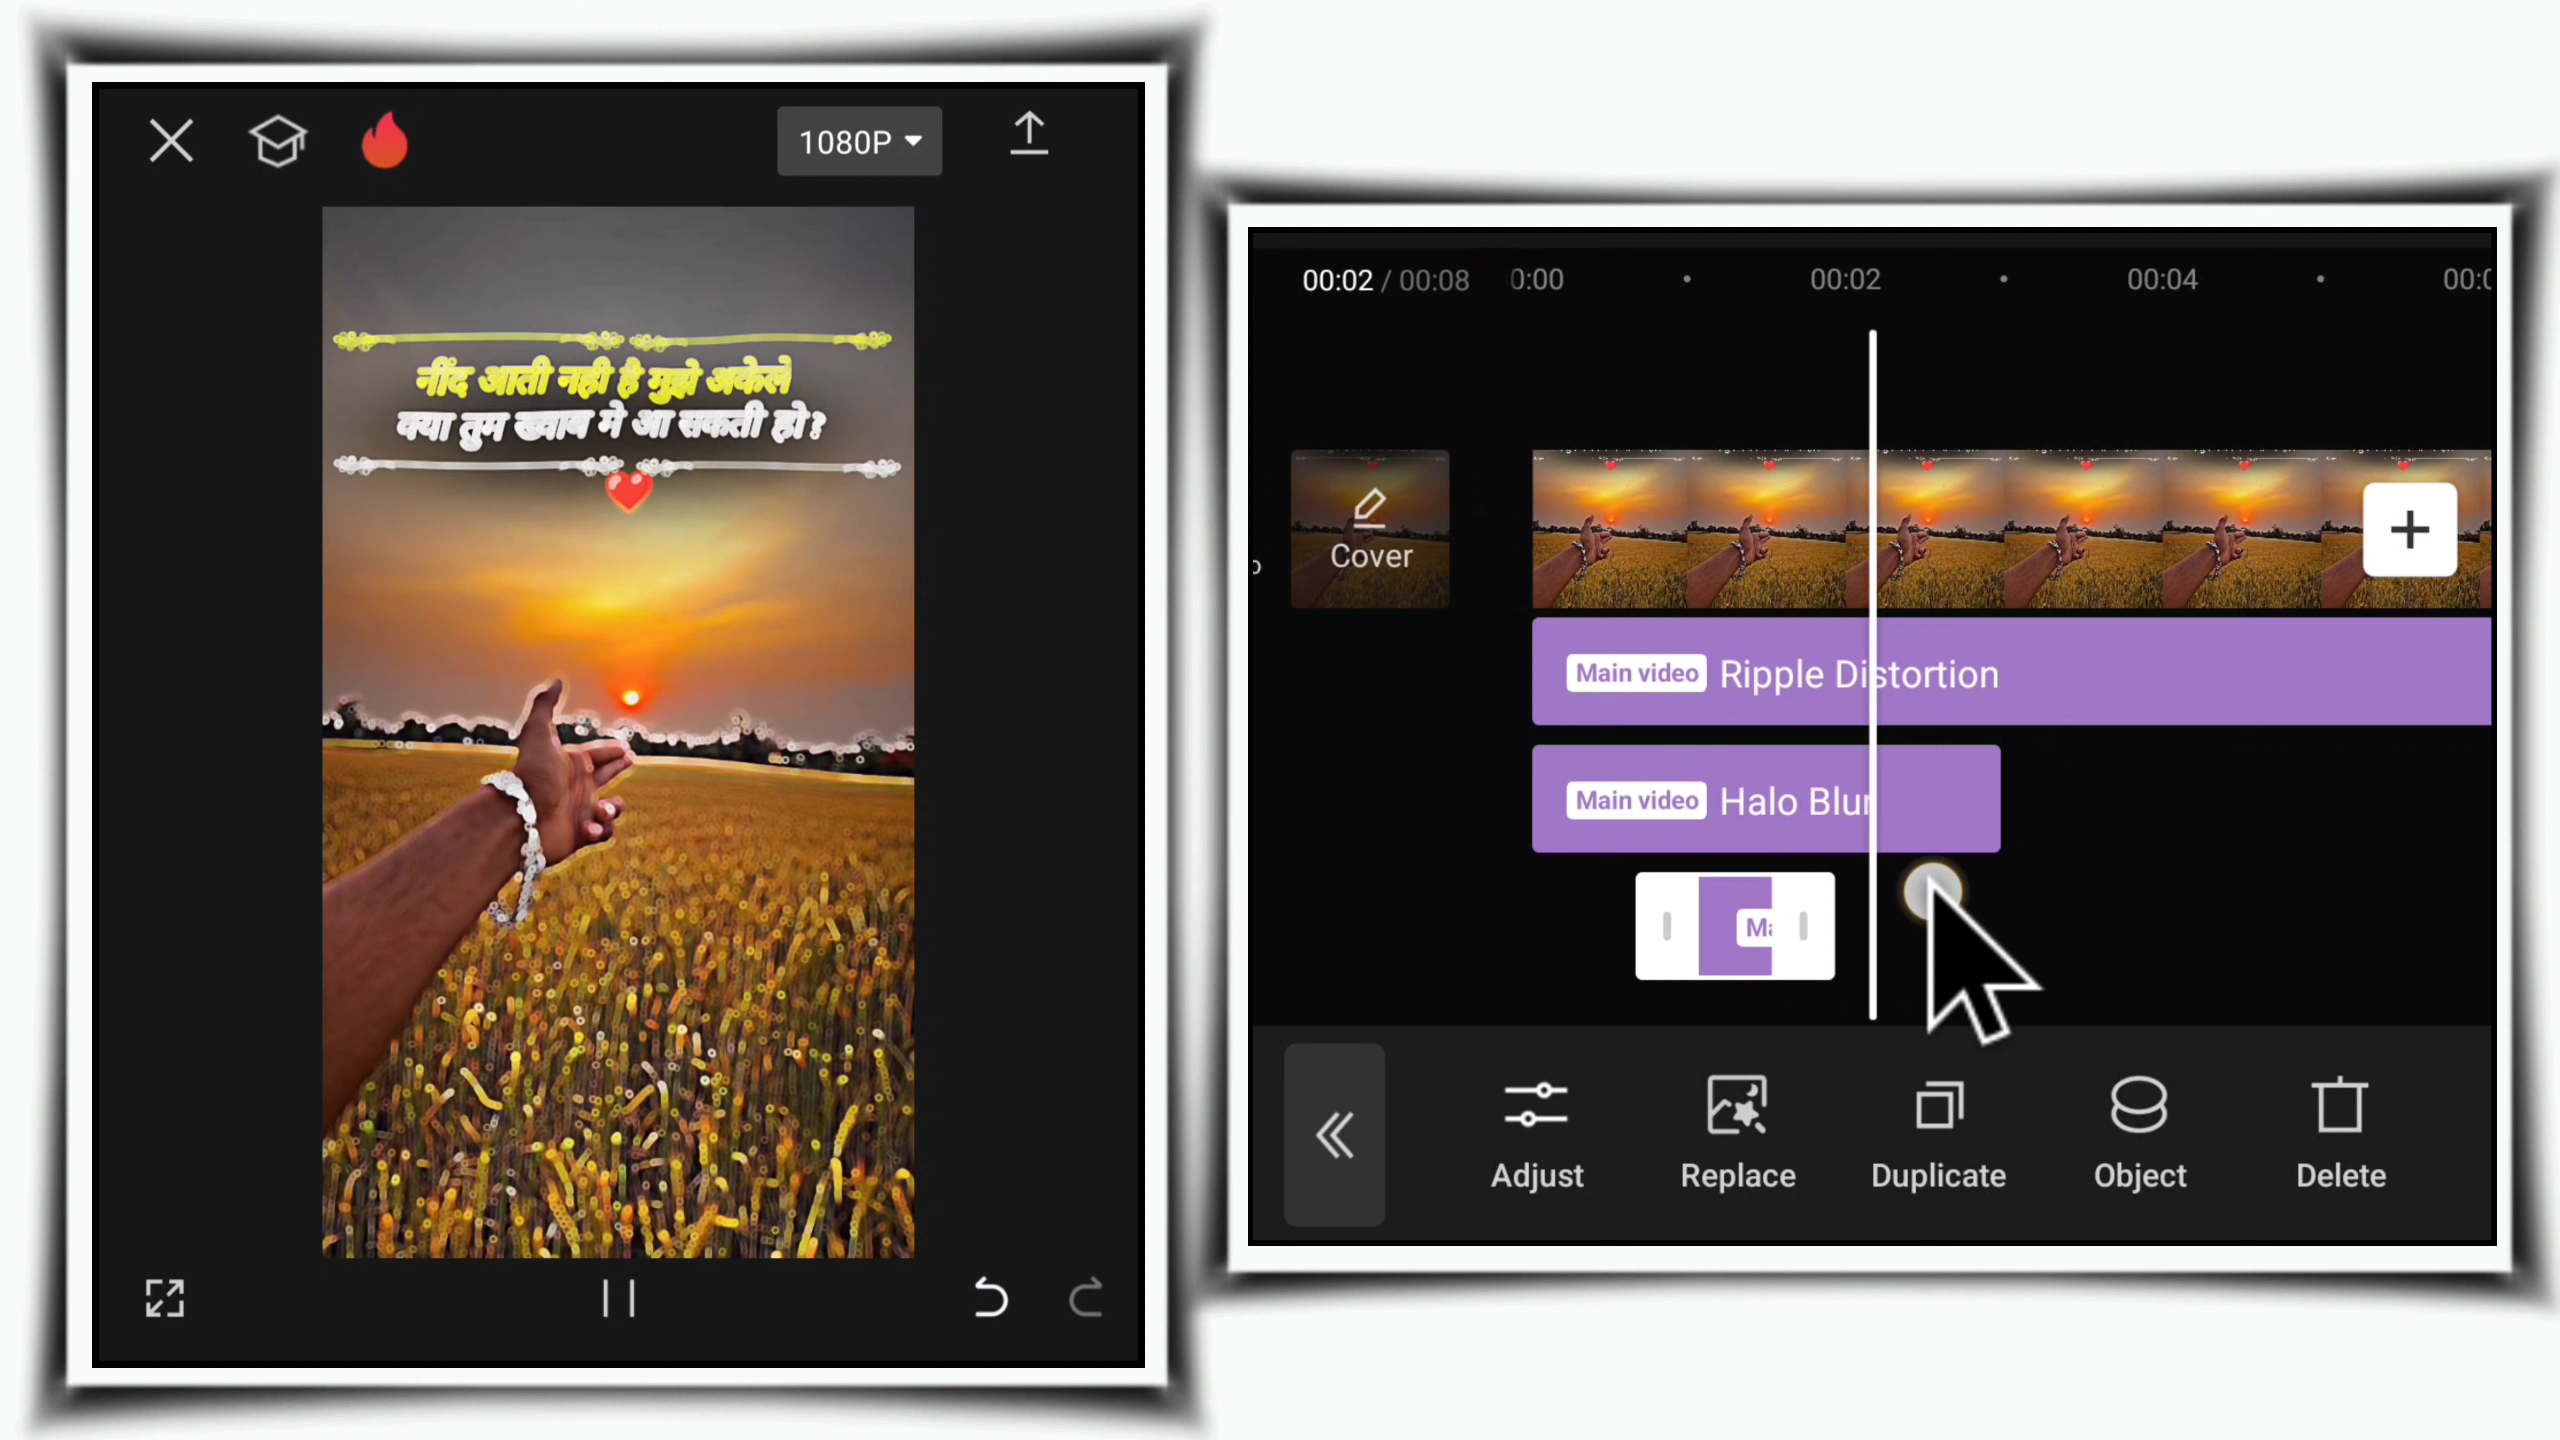 1080P
नींद आती नही है मुझे अकेले
क्या तुम ख्वाब मे आ सकती हो?
00:02 / 00:08
0:00
00:02
00:04
Cover
Main video Ripple Distortion
Main video Halo Blur
Adjust
Replace
Duplicate
Object
Delete